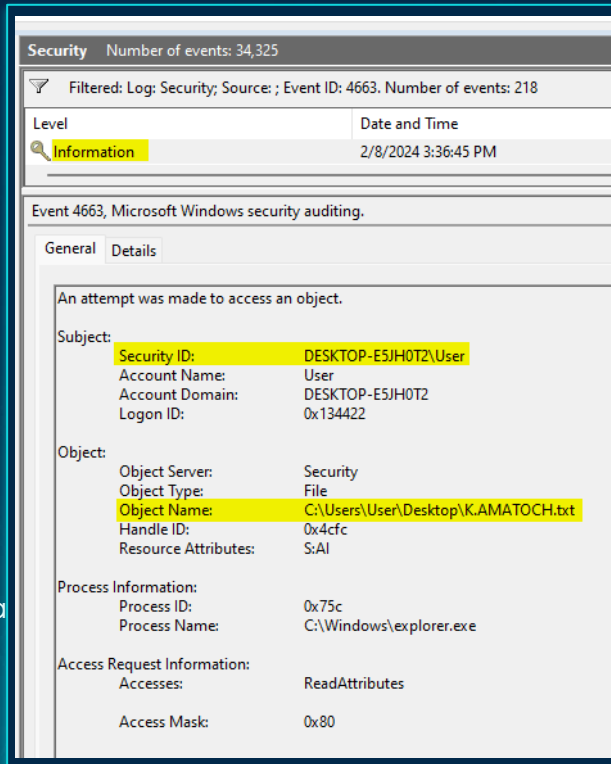 Security Number of events: 34,325
Filtered: Log: Security; Source: ; Event ID: 4663. Number of events: 218
Level Date and Time
Information 2/8/2024 3:36:45 PM
Event 4663, Microsoft Windows security auditing.
General Details
An attempt was made to access an object.
Subject:
Security ID: DESKTOP-E5JH0T2\User
Account Name: User
Account Domain: DESKTOP-E5JH0T2
Logon ID: 0x134422
Object:
Object Server: Security
Object Type: File
Object Name: C:\Users\User\Desktop\K.AMATOCH.txt
Handle ID: 0x4cfc
Resource Attributes: S:AI
Process Information:
Process ID: 0x75c
Process Name: C:\Windows\explorer.exe
Access Request Information:
Accesses: ReadAttributes
Access Mask: 0x80